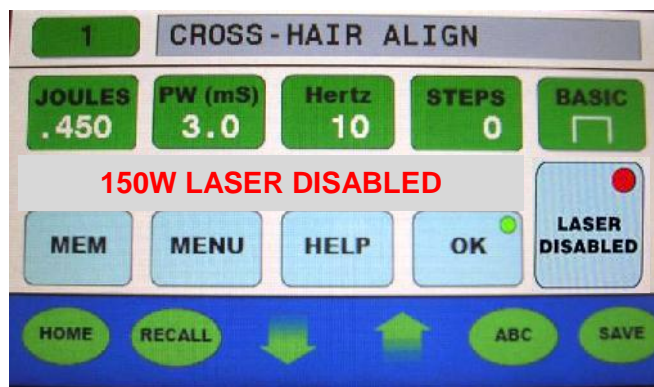 1 CROSS-HAIR ALIGN
JOULES PW (mS) Hertz STEPS BASIC
.450 3.0 10 0
150W LASER DISABLED
MEM MENU HELP OK LASER DISABLED
HOME RECALL ABC SAVE